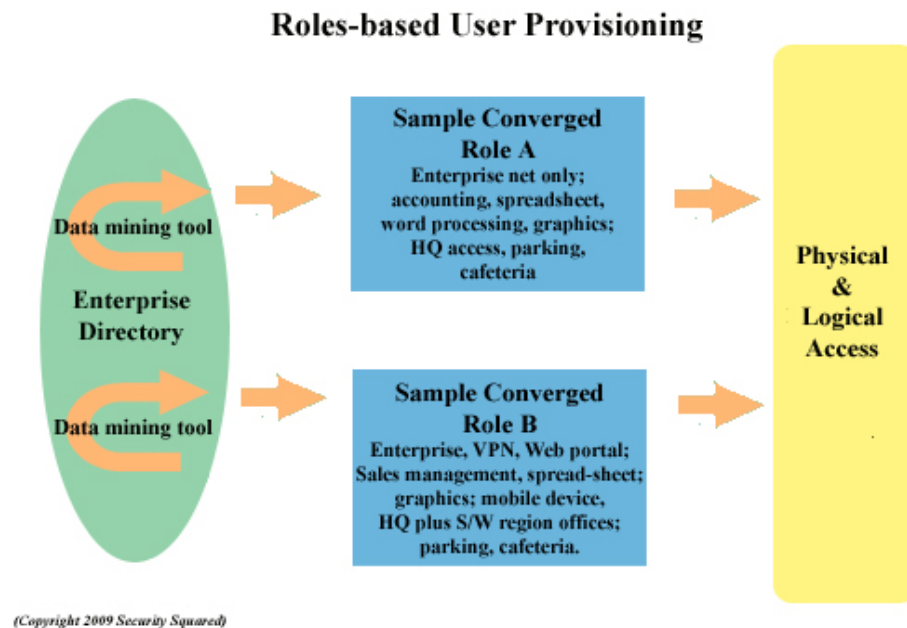 Roles-based User Provisioning
Data mining tool
Enterprise
Directory
Data mining tool
Sample Converged
Role A
Enterprise net only;
accounting, spreadsheet,
word processing, graphics;
HQ access, parking,
cafeteria
Sample Converged
Role B
Enterprise, VPN, Web portal;
Sales management, spread-sheet;
graphics; mobile device,
HQ plus S/W region offices;
parking, cafeteria.
Physical
&
Logical
Access
(Copyright 2009 Security Squared)